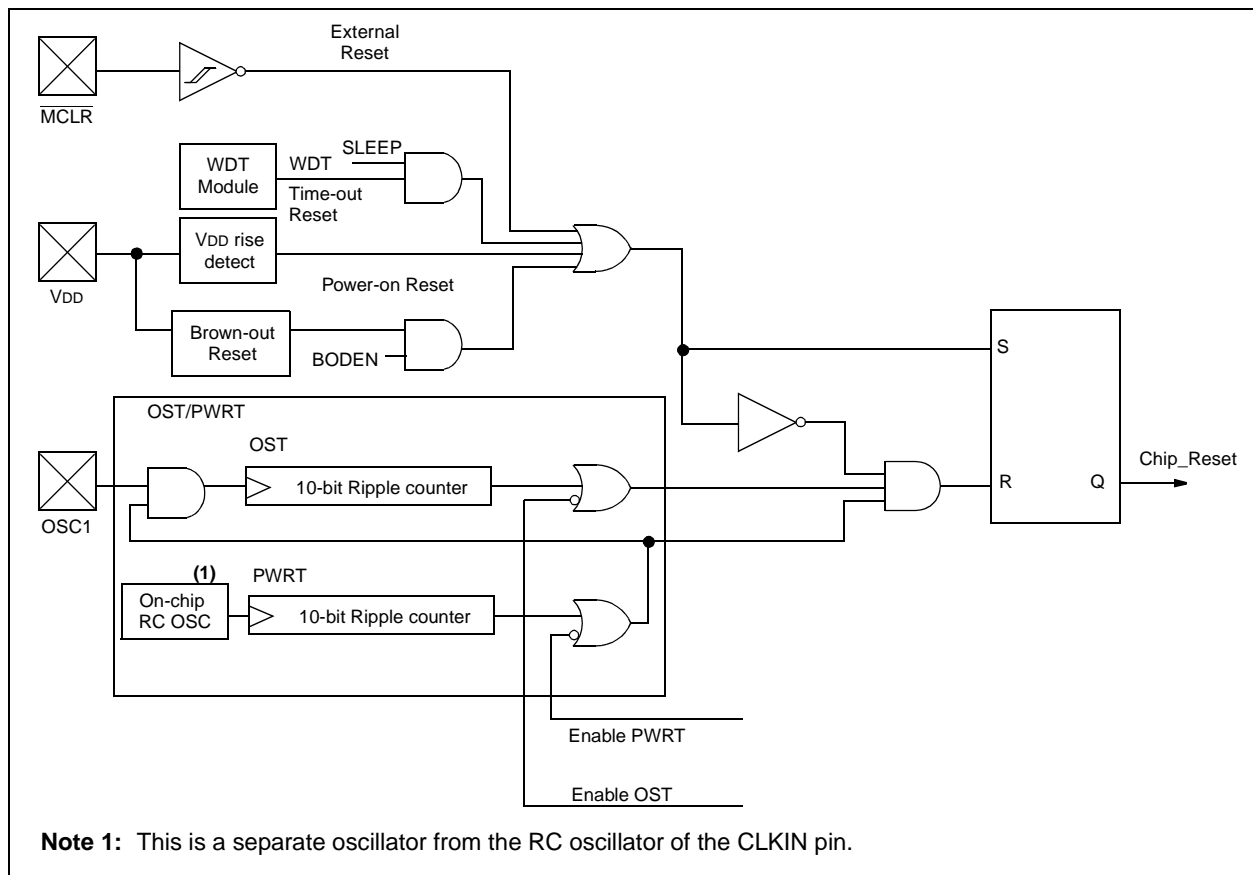 External
Reset
MCLR
SLEEP
WDT
Module
WDT
Time-out
Reset
VDD rise
detect
VDD
Power-on Reset
Brown-out
Reset
BODEN
S
OST/PWRT
OST
10-bit Ripple counter
OSC1
Chip_Reset
R
Q
(1)
PWRT
On-chip
RC OSC
10-bit Ripple counter
Enable PWRT
Enable OST
Note 1: This is a separate oscillator from the RC oscillator of the CLKIN pin.